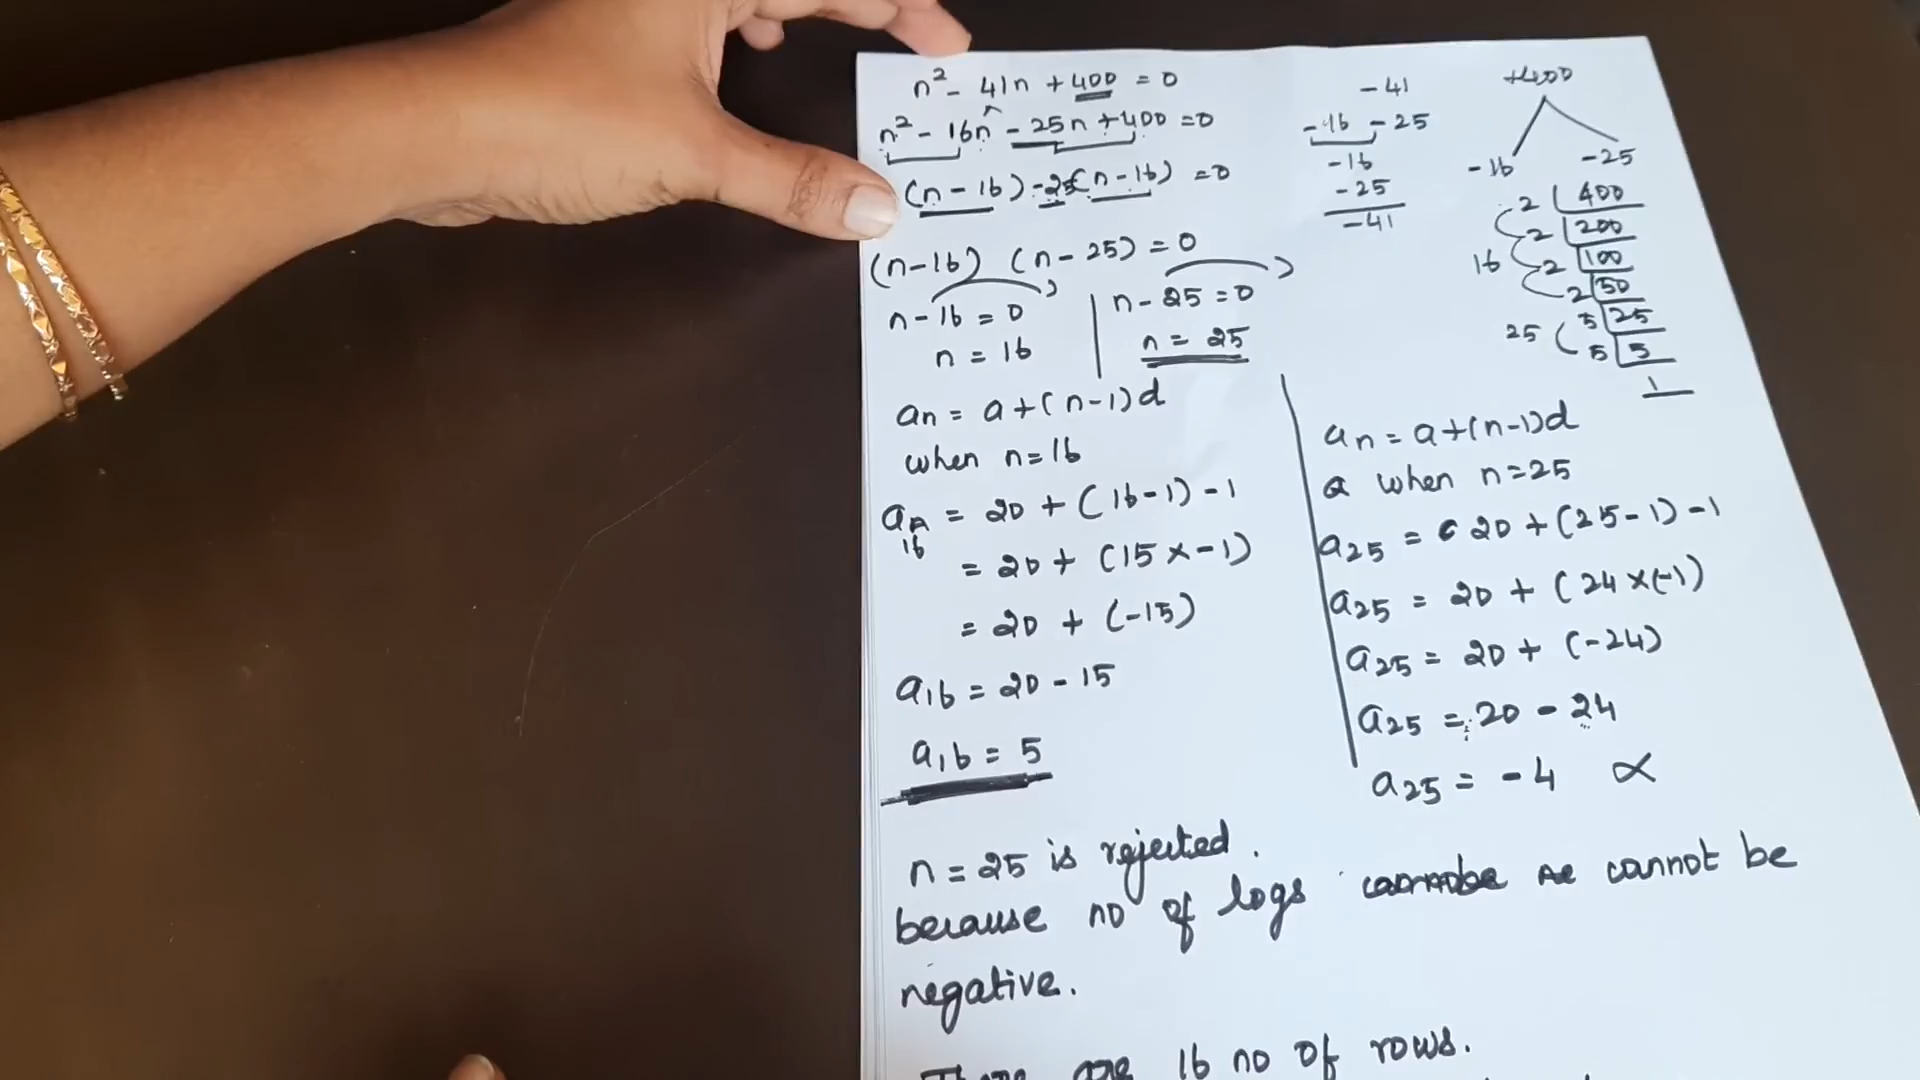 n² - 41n + 400 = 0
n² - 16n - 25n + 400 = 0
(n - 16) - 25(n - 16) = 0
(n - 16) (n - 25) = 0
n - 16 = 0
n = 16
n - 25 = 0
n = 25
- 41
- 16 - 25
- 16
- 25
- 41
+400
- 16 - 25
2 400
2 200
2 100
2 50
5 25
5 5
1
16
25
an = a + (n - 1) d
when n = 16
an = 20 + (16 - 1) - 1
16
= 20 + (15 × - 1)
= 20 + (-15)
a16 = 20 - 15
a16 = 5
an = a + (n - 1) d
when n = 25
a25 = 20 + (25 - 1) - 1
a25 = 20 + (24 × (-1)
a25 = 20 + (-24)
a25 = 20 - 24
a25 = - 4
n = 25 is rejected.
because no of logs cannot be
negative.
There are 16 no of rows.